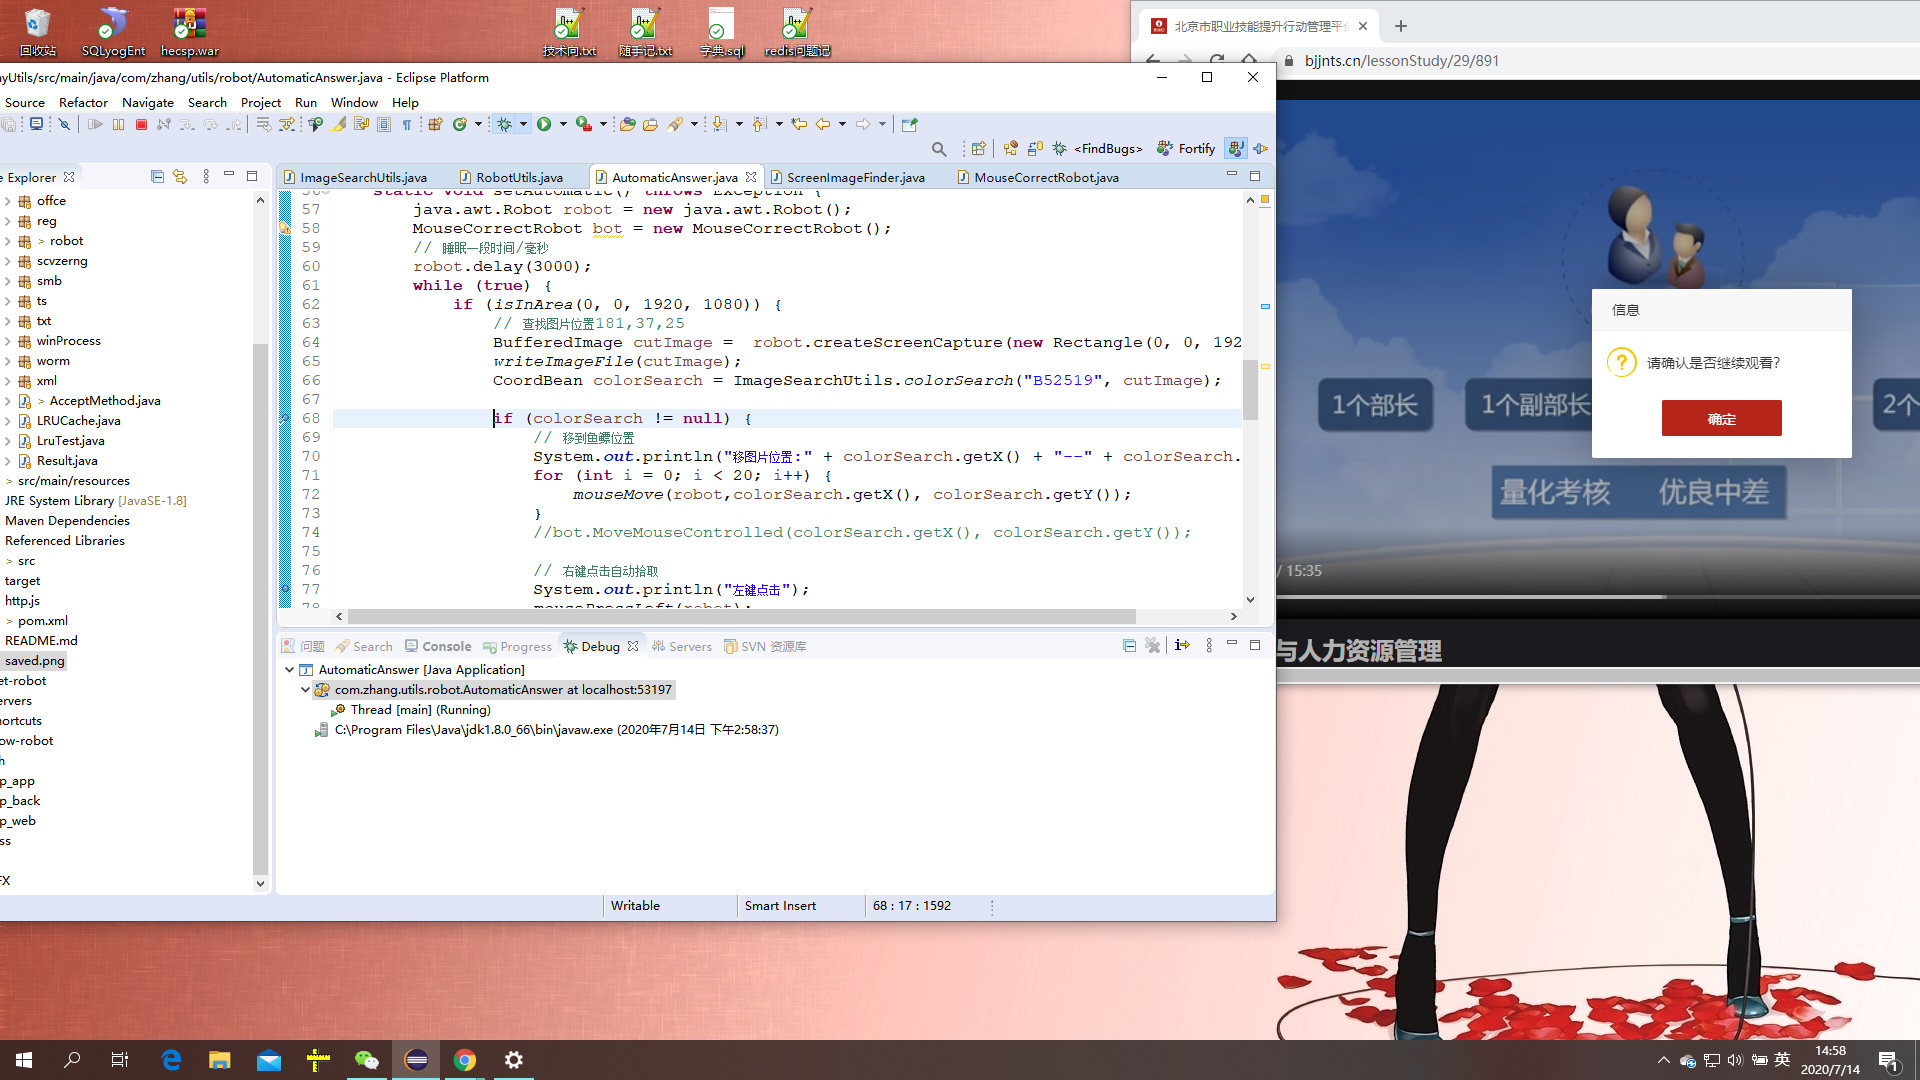 回收站
SQLyogEnt
hecsp.war
技术向.txt
随手记.txt
字典.sql
redis问题记
北京市职业技能提升行动管理平台
bjjnts.cn/lessonStudy/29/891
yUtils/src/main/java/com/zhang/utils/robot/AutomaticAnswer.java - Eclipse Platform
Source Refactor Navigate Search Project Run Window Help
<FindBugs> Fortify
e Explorer
offce
reg
> robot
scvzerng
smb
ts
txt
winProcess
worm
xml
> AcceptMethod.java
LRUCache.java
LruTest.java
Result.java
> src/main/resources
JRE System Library [JavaSE-1.8]
Maven Dependencies
Referenced Libraries
> src
target
http.js
> pom.xml
README.md
saved.png
et-robot
ervers
ortcuts
ow-robot
h
p_app
p_back
p_web
ss
FX
ImageSearchUtils.java RobotUtils.java AutomaticAnswer.java ScreenImageFinder.java MouseCorrectRobot.java
56 static void setAutomatic() throws Exception {
57 java.awt.Robot robot = new java.awt.Robot();
58 MouseCorrectRobot bot = new MouseCorrectRobot();
59 // 睡眠一段时间/毫秒
60 robot.delay(3000);
61 while (true) {
62 if (isInArea(0, 0, 1920, 1080)) {
63 // 查找图片位置181,37,25
64 BufferedImage cutImage =  robot.createScreenCapture(new Rectangle(0, 0, 192
65 writeImageFile(cutImage);
66 CoordBean colorSearch = ImageSearchUtils.colorSearch("B52519", cutImage);
67
68 if (colorSearch != null) {
69 // 移到鱼鳔位置
70 System.out.println("移图片位置:" + colorSearch.getX() + "--" + colorSearch.
71 for (int i = 0; i < 20; i++) {
72 mouseMove(robot,colorSearch.getX(), colorSearch.getY());
73 }
74 //bot.MoveMouseControlled(colorSearch.getX(), colorSearch.getY());
75
76 // 右键点击自动拾取
77 System.out.println("左键点击");
78 mousePressLeft(robot);
问题 Search Console Progress Debug Servers SVN 资源库
AutomaticAnswer [Java Application]
com.zhang.utils.robot.AutomaticAnswer at localhost:53197
Thread [main] (Running)
C:\Program Files\Java\jdk1.8.0_66\bin\javaw.exe (2020年7月14日 下午2:58:37)
Writable Smart Insert 68 : 17 : 1592
信息
请确认是否继续观看?
确定
1个部长
1个副部长
2个
量化考核 优良中差
/ 15:35
与人力资源管理
英
14:58
2020/7/14
1